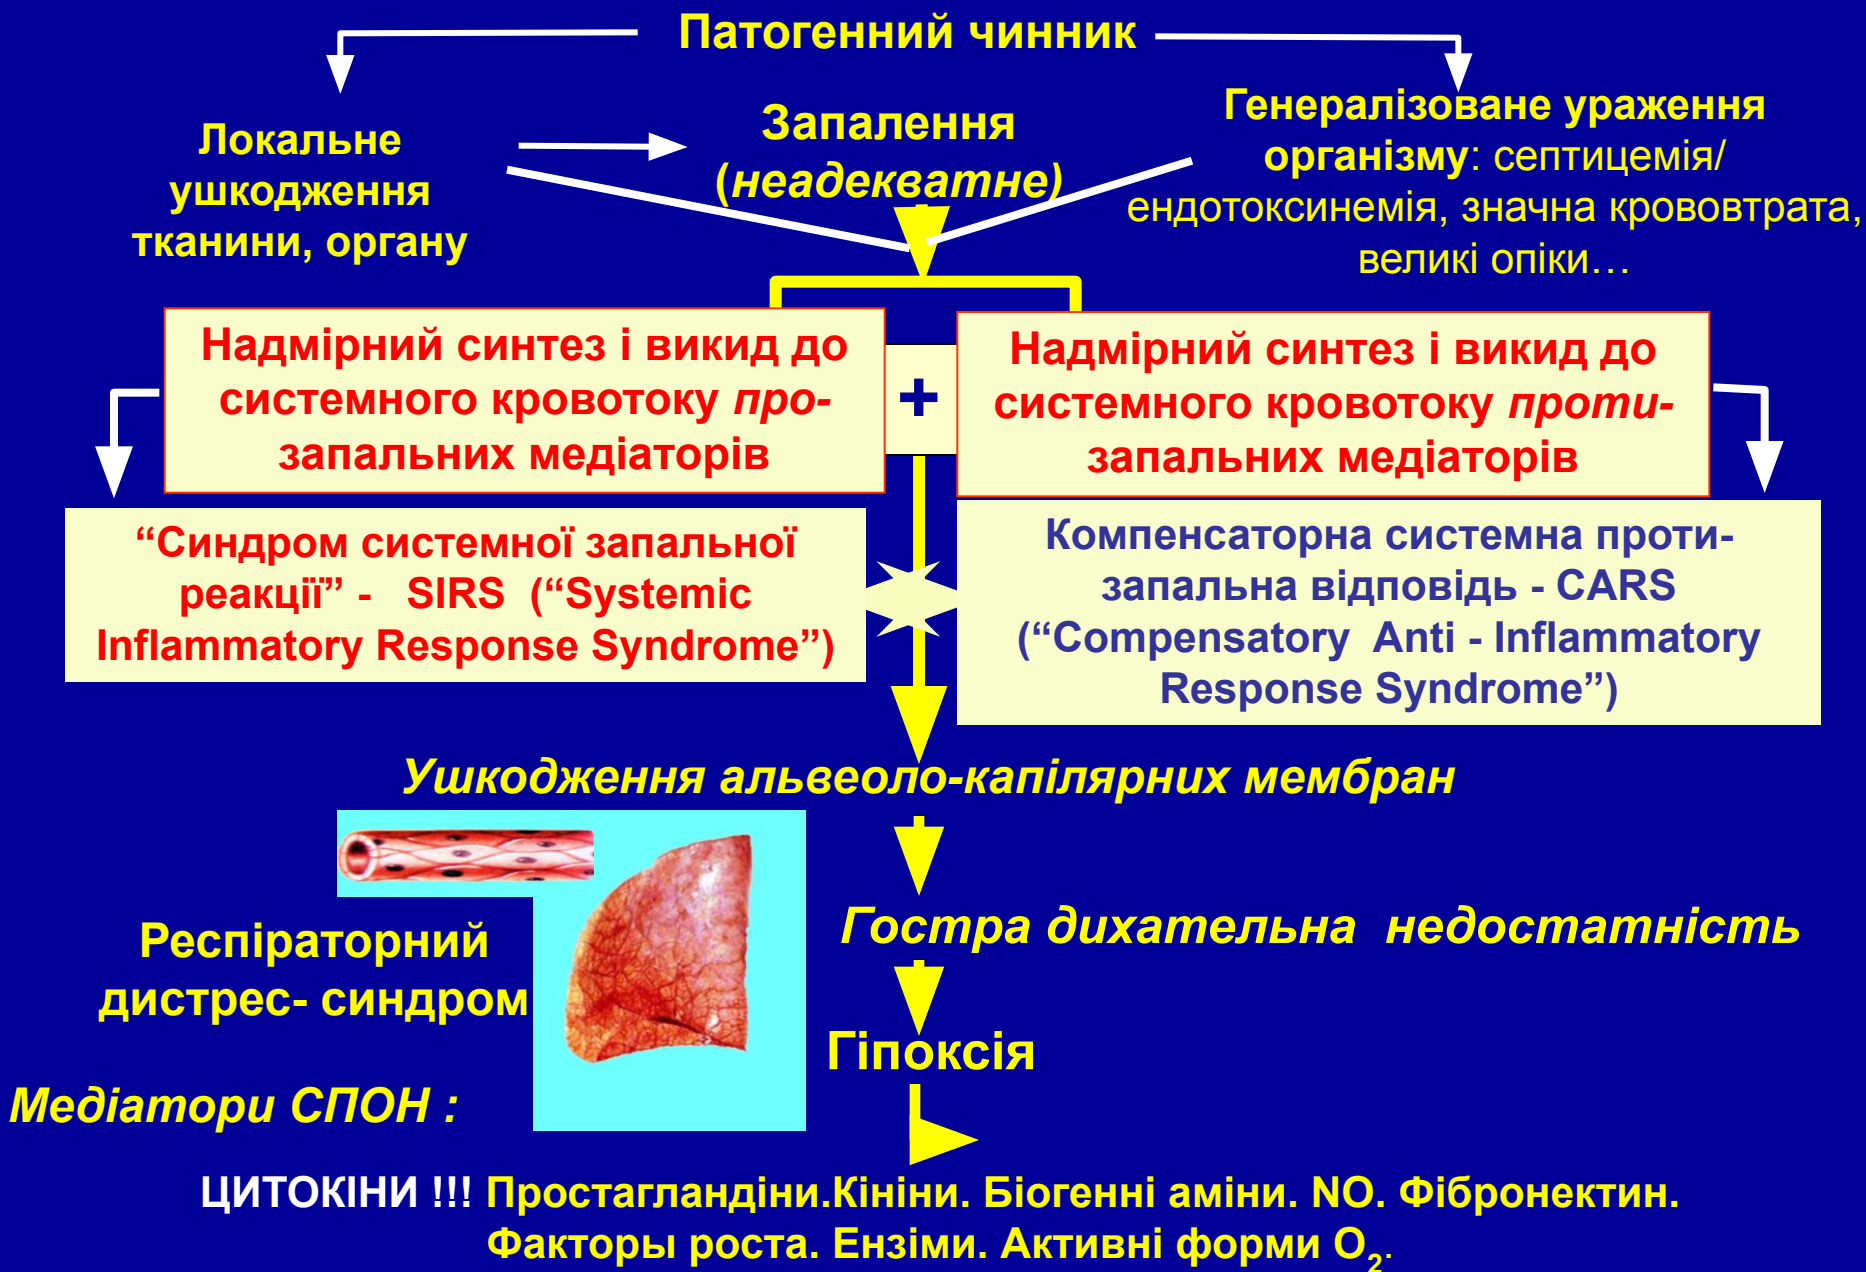 Патогенний чинник
Локальне
ушкодження
тканини, органу
Запалення
(неадекватне)
Генералізоване ураження
організму: септицемія/
ендотоксинемія, значна крововтрата,
великі опіки…
Надмірний синтез і викид до
системного кровотоку про-
запальних медіаторів
+
Надмірний синтез і викид до
системного кровотоку проти-
запальних медіаторів
“Синдром системної запальної
реакції” - SIRS (“Systemic
Inflammatory Response Syndrome”)
Компенсаторна системна проти-
запальна відповідь - CARS
(“Compensatory Anti - Inflammatory
Response Syndrome”)
Ушкодження альвеоло-капілярних мембран
Гостра дихательна недостатність
Респіраторний
дистрес- синдром
Гіпоксія
Медіатори СПОН :
ЦИТОКІНИ !!! Простагландіни.Кініни. Біогенні аміни. NO. Фібронектин.
Факторы роста. Ензіми. Активні форми О₂.